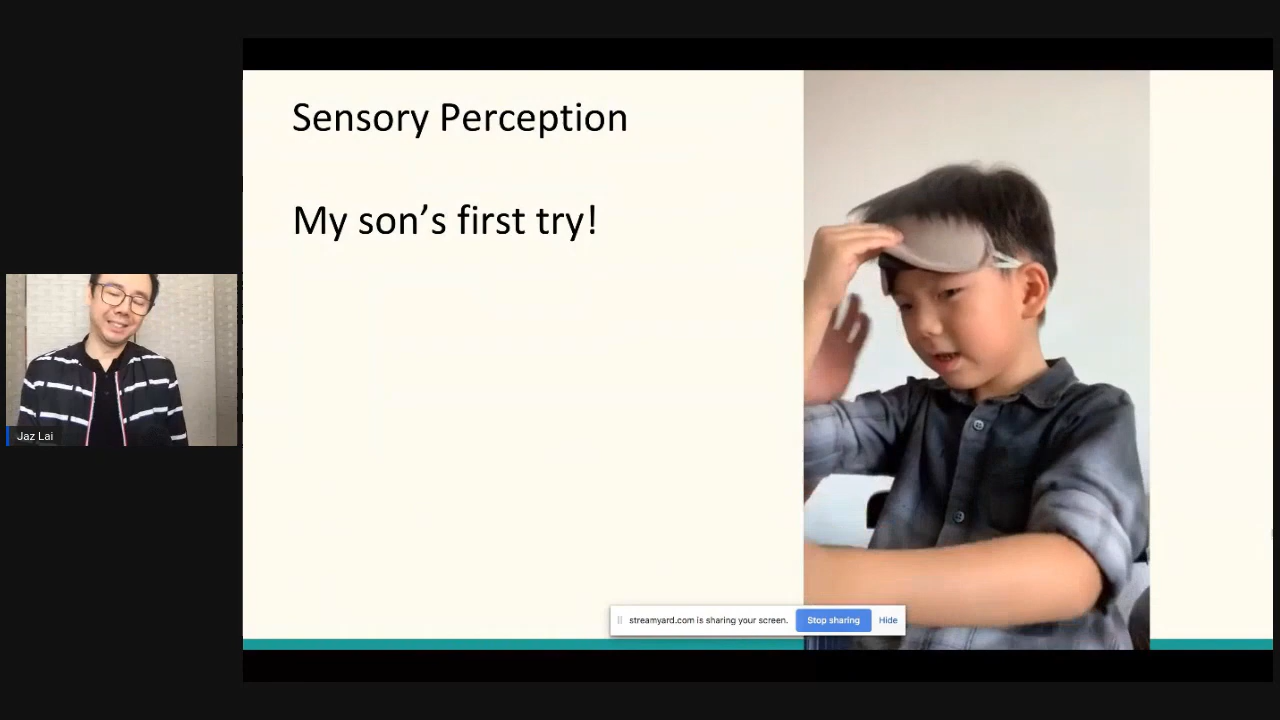 Sensory Perception
My son’s first try!
Jaz Lai
streamyard.com is sharing your screen. Stop sharing Hide